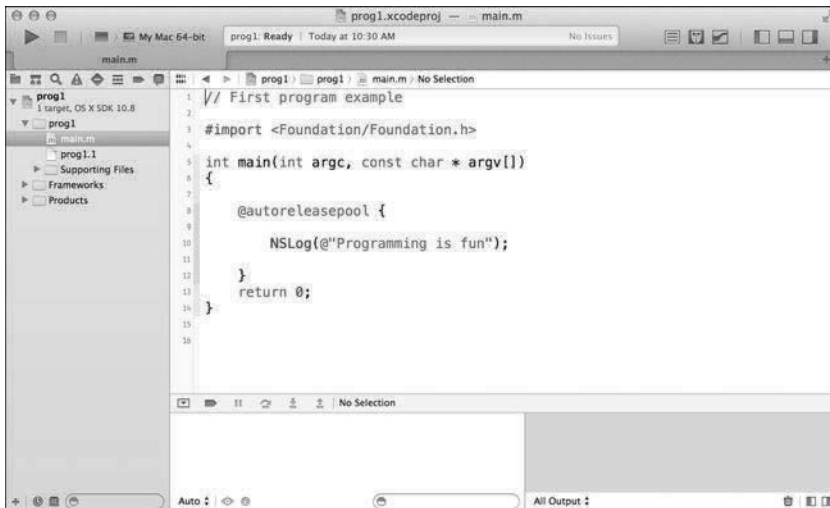 prog1.xcodeproj — main.m
My Mac 64-bit
prog1: Ready | Today at 10:30 AM
No Issues
main.m
prog1 prog1 main.m No Selection
prog1
1 target, OS X SDK 10.8
prog1
main.m
prog1.1
Supporting Files
Frameworks
Products
1 // First program example
2
3 #import <Foundation/Foundation.h>
4
5 int main(int argc, const char * argv[])
6 {
7
8 @autoreleasepool {
9
10 NSLog(@"Programming is fun");
11
12 }
13 return 0;
14 }
15
16
No Selection
Auto
All Output